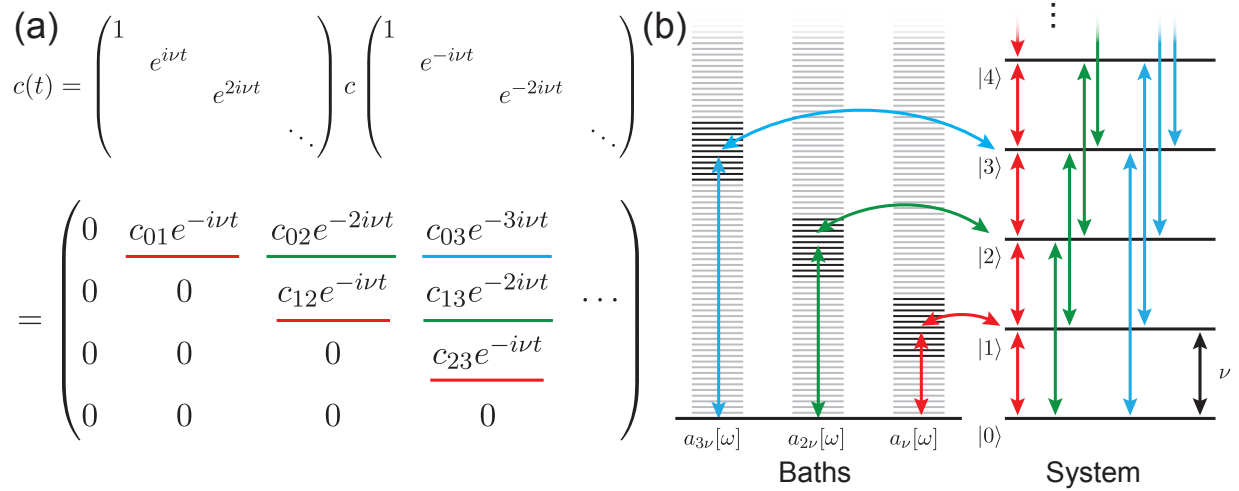 (a)
c(t) = ( 1 e^{iνt} e^{2iνt} ⋱ ) c ( 1 e^{-iνt} e^{-2iνt} ⋱ )
= ( 0 c_{01}e^{-iνt} c_{02}e^{-2iνt} c_{03}e^{-3iνt}
0 0 c_{12}e^{-iνt} c_{13}e^{-2iνt} ⋯
0 0 0 c_{23}e^{-iνt}
0 0 0 0 )
(b)
⋮
|4⟩
|3⟩
|2⟩
|1⟩
ν
|0⟩
a_{3ν}[ω] a_{2ν}[ω] a_ν[ω]
Baths
System